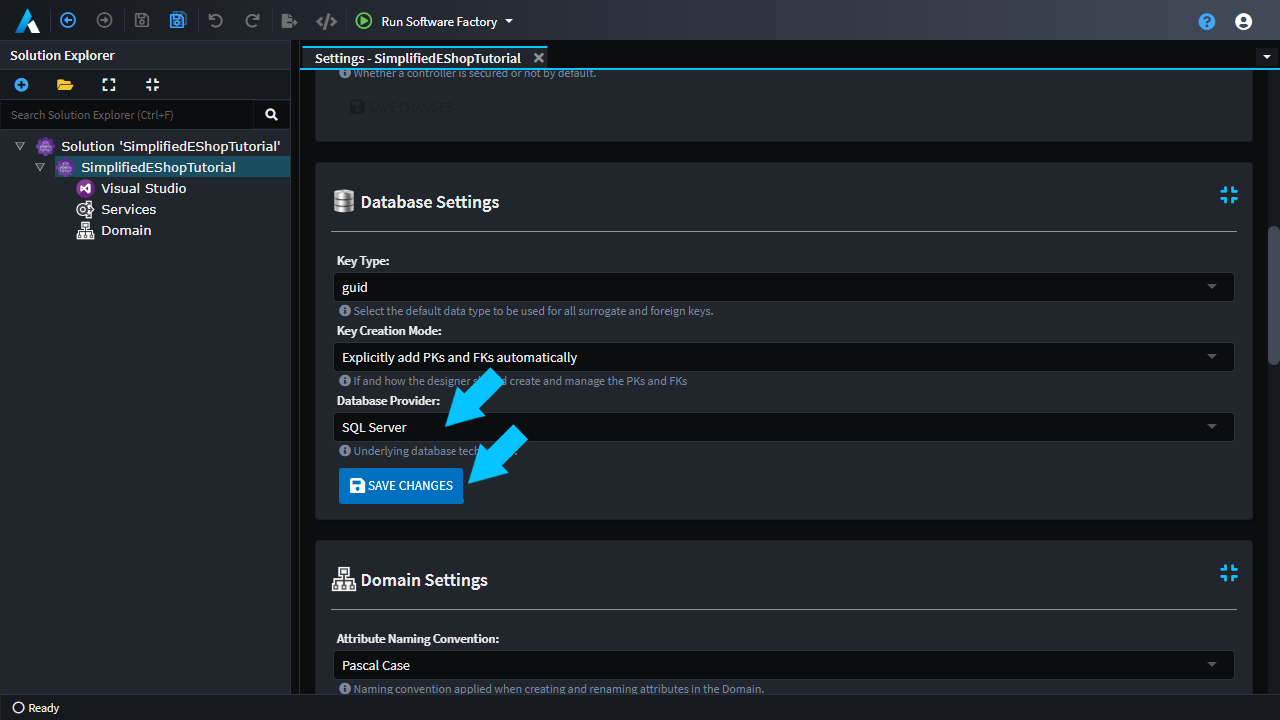 Run Software Factory
Solution Explorer
Search Solution Explorer (Ctrl+F)
Solution 'SimplifiedEShopTutorial'
SimplifiedEShopTutorial
Visual Studio
Services
Domain
Settings - SimplifiedEShopTutorial
Whether a controller is secured or not by default.
SAVE CHANGES
Database Settings
Key Type:
guid
Select the default data type to be used for all surrogate and foreign keys.
Key Creation Mode:
Explicitly add PKs and FKs automatically
If and how the designer create and manage the PKs and FKs
Database Provider:
SQL Server
Underlying database
SAVE CHANGES
Domain Settings
Attribute Naming Convention:
Pascal Case
Naming convention applied when creating and renaming attributes in the Domain.
Ready